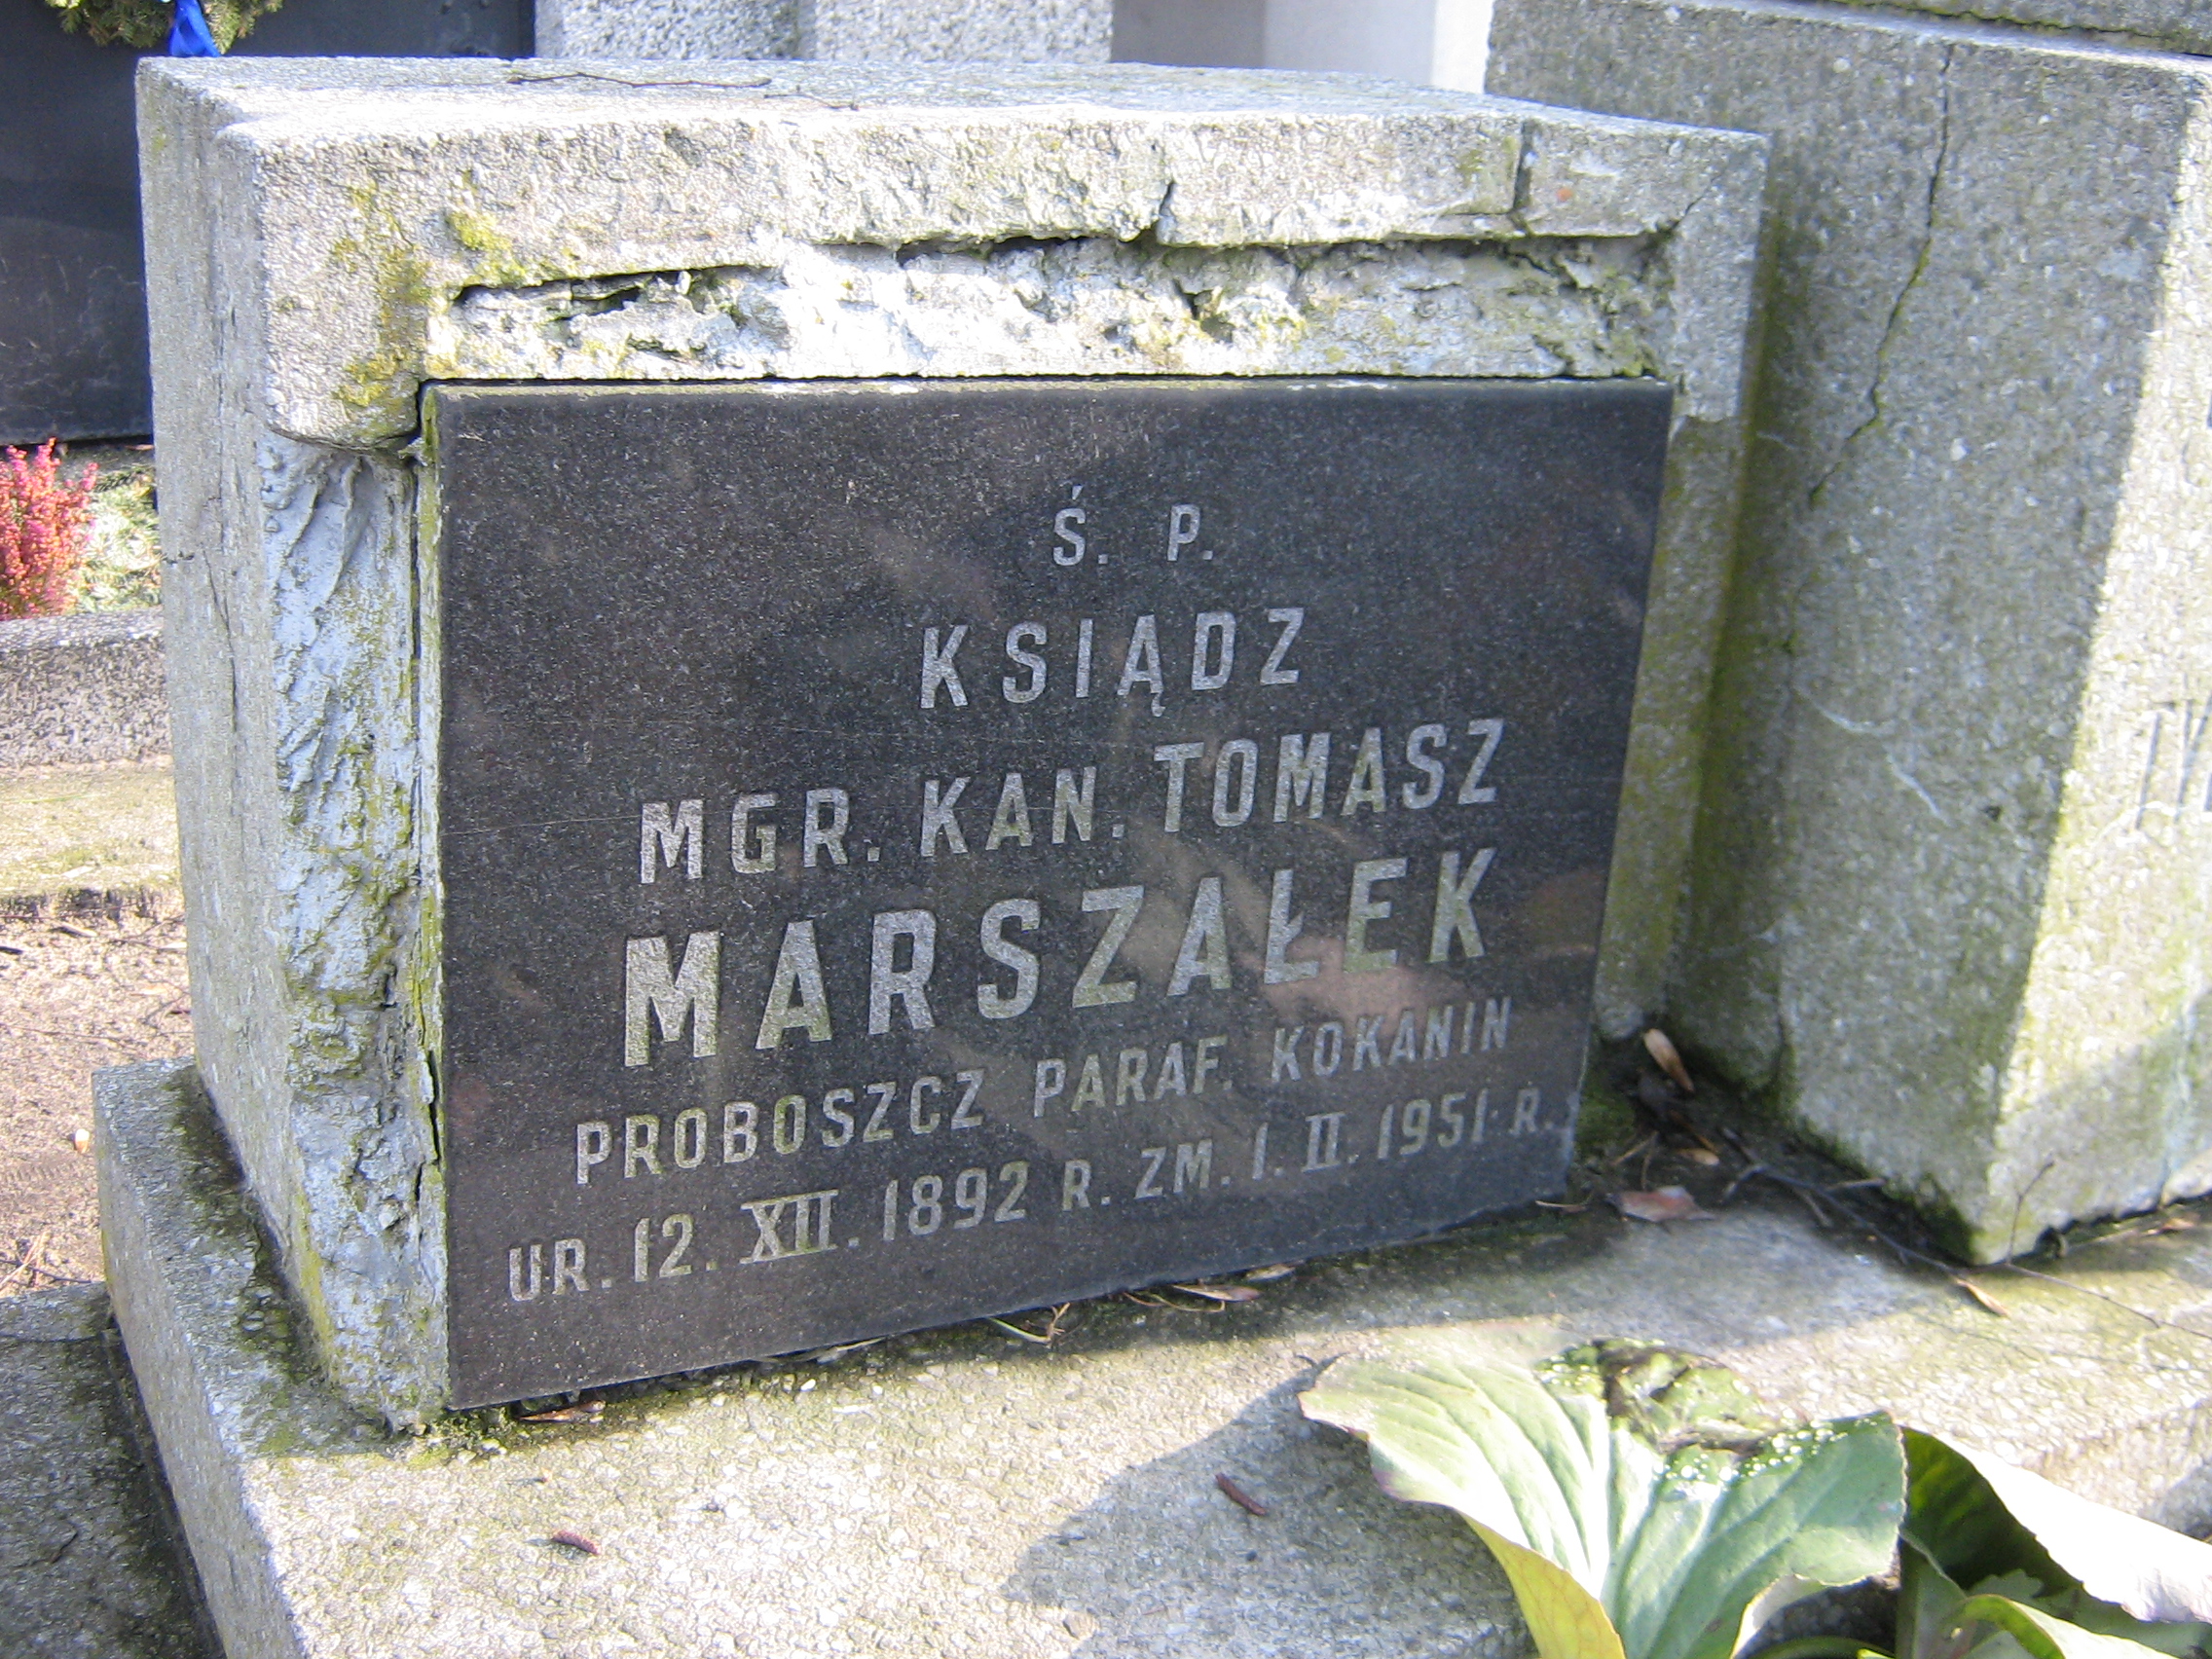 Ś. P.
KSIĄDZ
MGR. KAN. TOMASZ
MARSZAŁEK
PROBOSZCZ PARAF. KOKANIN
UR. 12. XII. 1892 R. ZM. 1. II. 1951 R.